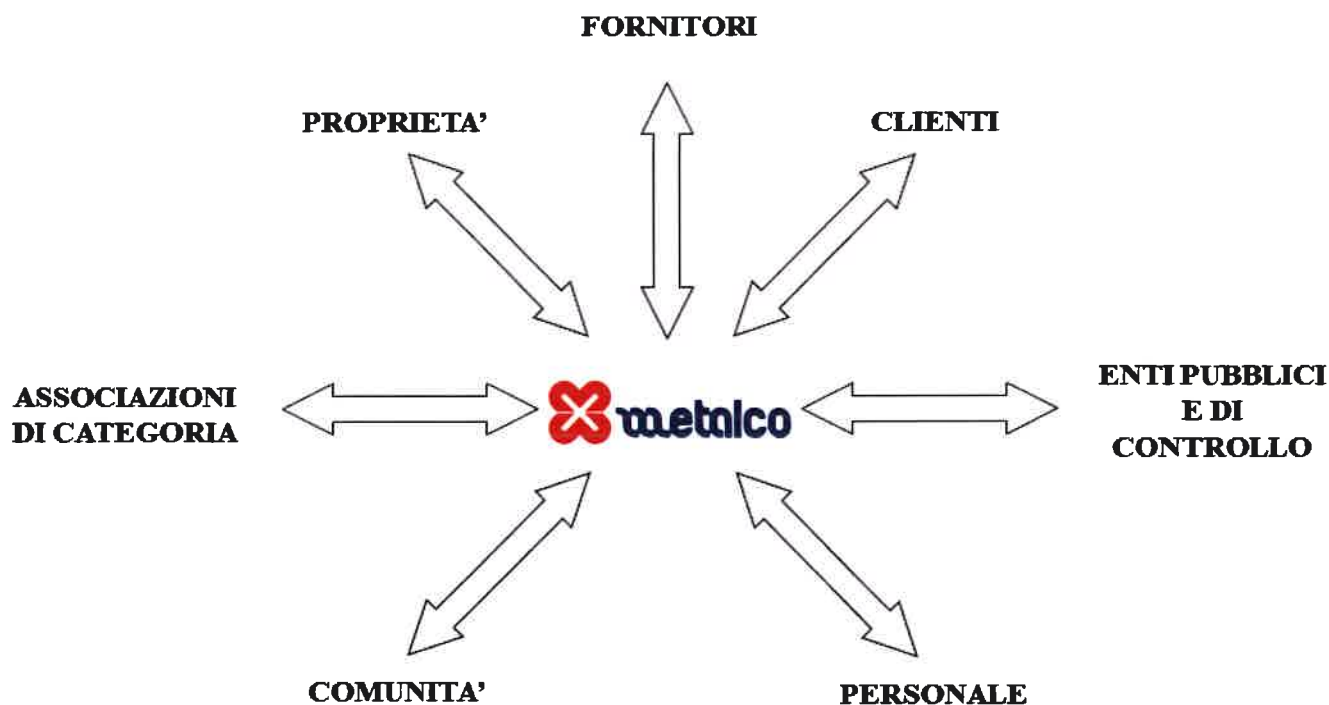 FORNITORI
PROPRIETA'
CLIENTI
ASSOCIAZIONI
DI CATEGORIA
metalco
ENTI PUBBLICI
E DI
CONTROLLO
COMUNITA'
PERSONALE